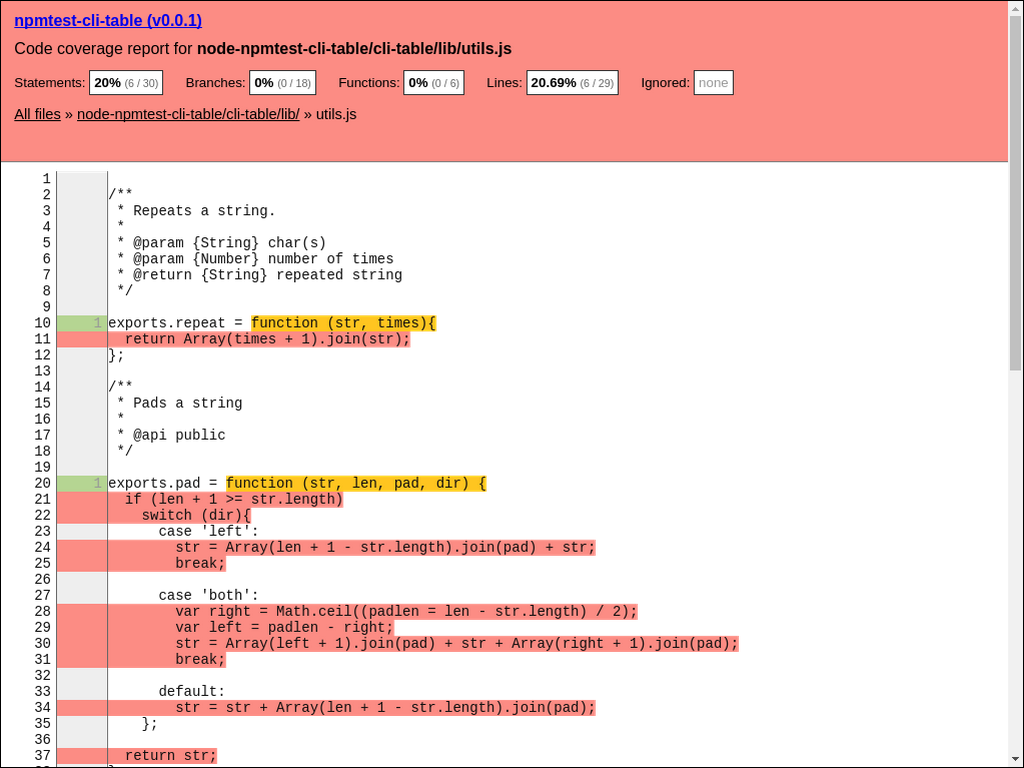 npmtest-cli-table (v0.0.1)
Code coverage report for node-npmtest-cli-table/cli-table/lib/utils.js
Statements: 20% (6 / 30) Branches: 0% (0 / 18) Functions: 0% (0 / 6) Lines: 20.69% (6 / 29) Ignored: none
All files » node-npmtest-cli-table/cli-table/lib/ » utils.js
1
2 /**
3  * Repeats a string.
4  *
5  * @param {String} char(s)
6  * @param {Number} number of times
7  * @return {String} repeated string
8  */
9
10 1 exports.repeat = function (str, times){
11   return Array(times + 1).join(str);
12 };
13
14 /**
15  * Pads a string
16  *
17  * @api public
18  */
19
20 1 exports.pad = function (str, len, pad, dir) {
21   if (len + 1 >= str.length)
22     switch (dir){
23       case 'left':
24         str = Array(len + 1 - str.length).join(pad) + str;
25         break;
26
27       case 'both':
28         var right = Math.ceil((padlen = len - str.length) / 2);
29         var left = padlen - right;
30         str = Array(left + 1).join(pad) + str + Array(right + 1).join(pad);
31         break;
32
33       default:
34         str = str + Array(len + 1 - str.length).join(pad);
35     };
36
37   return str;